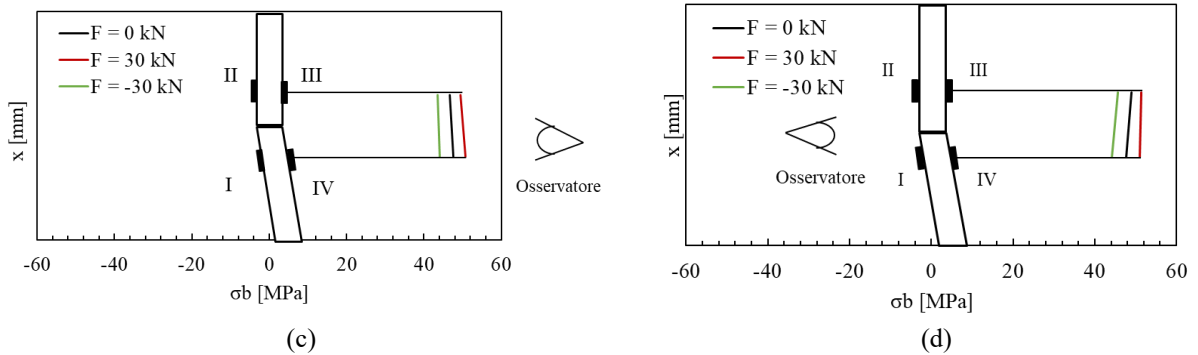 F = 0 kN
F = 30 kN
F = -30 kN
II
III
I
IV
x [mm]
Osservatore
-60 -40 -20 0 20 40 60
σb [MPa]
(c)
F = 0 kN
F = 30 kN
F = -30 kN
II
III
Osservatore
I
IV
x [mm]
-60 -40 -20 0 20 40 60
σb [MPa]
(d)